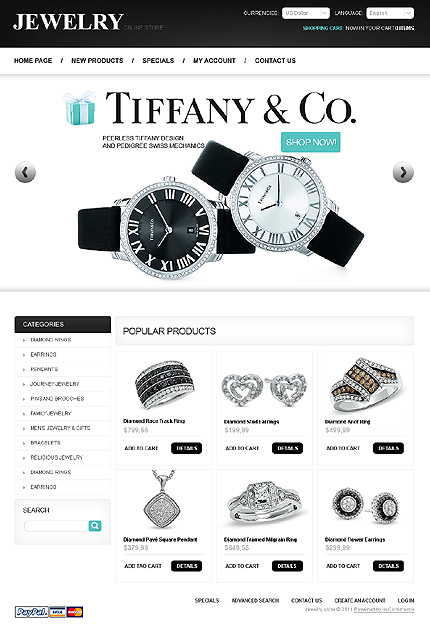 JEWELRY ONLINE STORE
CURRENCIES: US Dollar LANGUAGE: English
SHOPPING CART: NOW IN YOUR CART 0 ITEMS
HOME PAGE / NEW PRODUCTS / SPECIALS / MY ACCOUNT / CONTACT US
TIFFANY & CO.
PEERLESS TIFFANY DESIGN
AND PEDIGREE SWISS MECHANICS
SHOP NOW!
CATEGORIES
DIAMOND RINGS
EARRINGS
PENDANTS
JOURNEY JEWELRY
PINS AND BROOCHES
FAMILY JEWELRY
MEN'S JEWELRY & GIFTS
BRACELETS
RELIGIOUS JEWELRY
DIAMOND RINGS
EARRINGS
SEARCH
POPULAR PRODUCTS
Diamond Race Track Ring
$799,56
ADD TO CART DETAILS
Diamond Stud Earrings
$199,99
ADD TO CART DETAILS
Diamond Knot Ring
$499,99
ADD TO CART DETAILS
Diamond Pavé Square Pendant
$379,99
ADD TAO CART DETAILS
Diamond Framed Milgrain Ring
$649,55
ADD TO CART DETAILS
Diamond Flower Earrings
$299,99
ADD TO CART DETAILS
PayPal VISA
SPECIALS ADVANCED SEARCH CONTACT US CREATE AN ACCOUNT LOG IN
Jewelry store © 2011 Powered by osCommerce